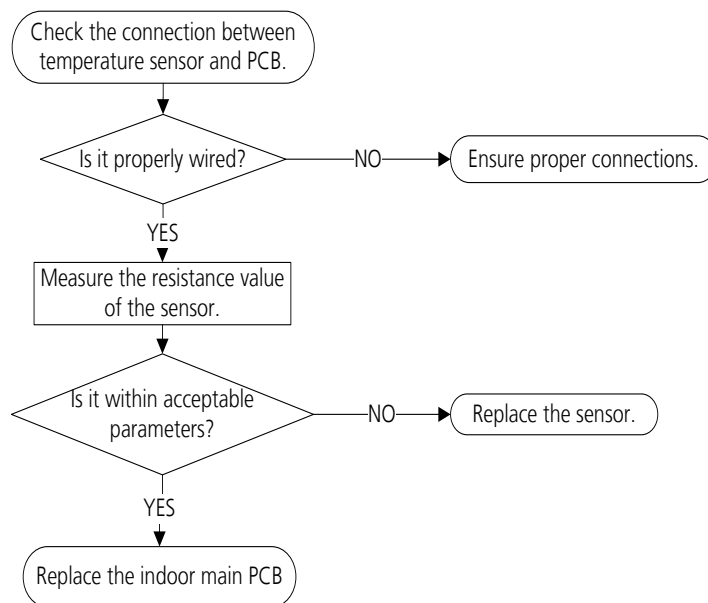 Check the connection between
temperature sensor and PCB.
Is it properly wired?
NO
Ensure proper connections.
YES
Measure the resistance value
of the sensor.
Is it within acceptable
parameters?
NO
Replace the sensor.
YES
Replace the indoor main PCB